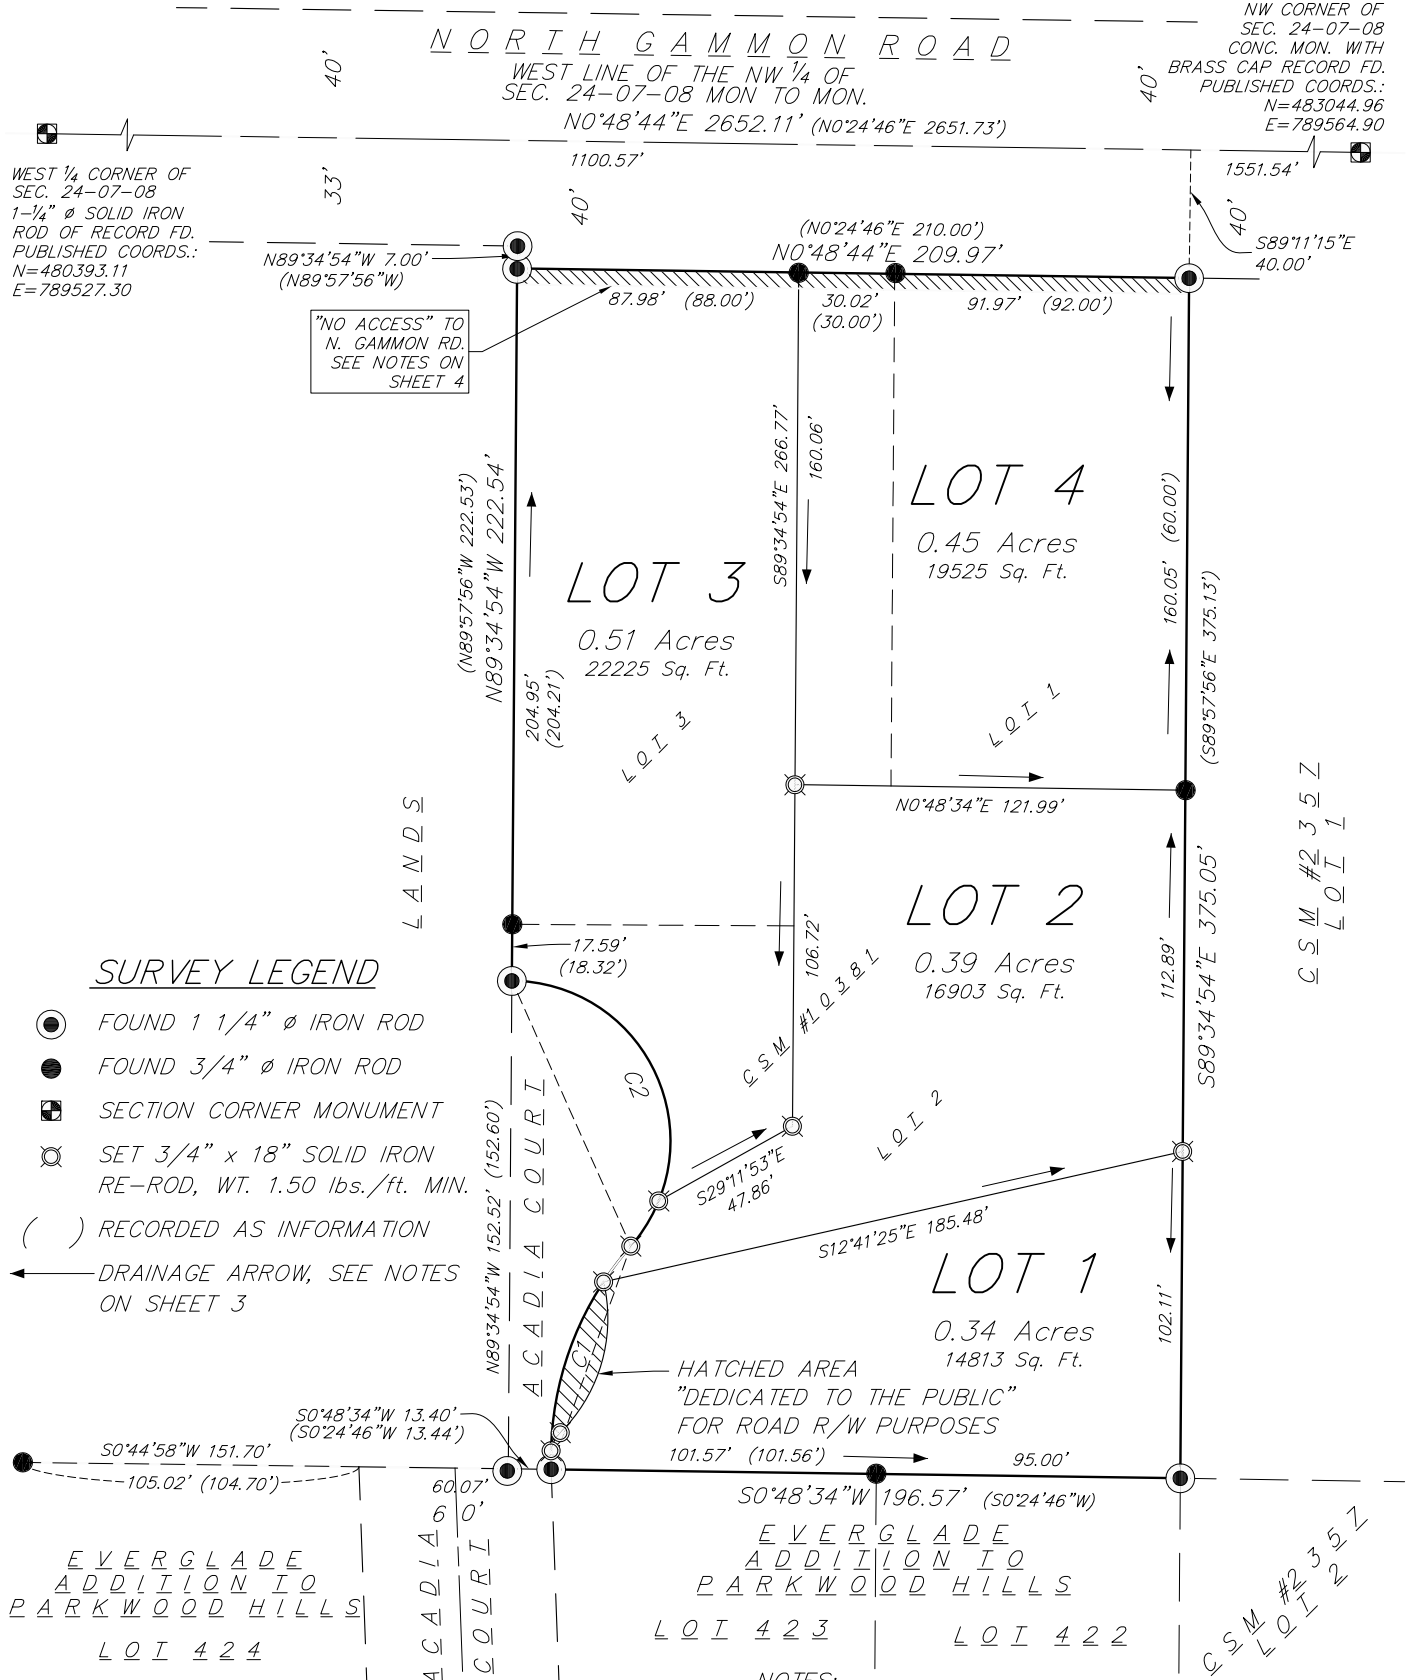 NORTH GAMMON ROAD
WEST LINE OF THE NW 1/4 OF
SEC. 24-07-08 MON TO MON.
N0°48'44"E 2652.11' (N0°24'46"E 2651.73')
NW CORNER OF
SEC. 24-07-08
CONC. MON. WITH
BRASS CAP RECORD FD.
PUBLISHED COORDS.:
N=483044.96
E=789564.90
40'
40'
1100.57'
1551.54'
WEST 1/4 CORNER OF
SEC. 24-07-08
1-1/4" ø SOLID IRON
ROD OF RECORD FD.
PUBLISHED COORDS.:
N=480393.11
E=789527.30
33'
40'
40'
S89°11'15"E
40.00'
(N0°24'46"E 210.00')
N0°48'44"E 209.97'
N89°34'54"W 7.00'
(N89°57'56"W)
87.98' (88.00')
30.02'
(30.00')
91.97' (92.00')
"NO ACCESS" TO
N. GAMMON RD.
SEE NOTES ON
SHEET 4
S89°34'54"E 266.77'
160.06'
LOT 4
0.45 Acres
19525 Sq. Ft.
160.05' (60.00')
(S89°57'56"E 375.13')
(N89°57'56"W 222.53')
N89°34'54"W 222.54'
204.95'
(204.21')
LOT 3
0.51 Acres
22225 Sq. Ft.
LOT 3
LOT 1
N0°48'34"E 121.99'
LANDS
CSM #2357
LOT 1
LOT 2
0.39 Acres
16903 Sq. Ft.
112.89'
S89°34'54"E 375.05'
106.72'
17.59'
(18.32')
CSM #10381
LOT 2
SURVEY LEGEND
FOUND 1 1/4" ø IRON ROD
FOUND 3/4" ø IRON ROD
SECTION CORNER MONUMENT
SET 3/4" x 18" SOLID IRON
RE-ROD, WT. 1.50 lbs./ft. MIN.
( ) RECORDED AS INFORMATION
DRAINAGE ARROW, SEE NOTES
ON SHEET 3
C2
N89°34'54"W 152.52' (152.60')
ACADIA COURT
S29°11'53"E
47.86'
S12°41'25"E 185.48'
LOT 1
0.34 Acres
14813 Sq. Ft.
102.11'
C1
HATCHED AREA
"DEDICATED TO THE PUBLIC"
FOR ROAD R/W PURPOSES
S0°48'34"W 13.40'
(S0°24'46"W 13.44')
S0°44'58"W 151.70'
105.02' (104.70')
60.07'
60'
101.57' (101.56')
95.00'
S0°48'34"W 196.57' (S0°24'46"W)
EVERGLADE
ADDITION TO
PARKWOOD HILLS
LOT 424
ACADIA
COURT
EVERGLADE
ADDITION TO
PARKWOOD HILLS
LOT 423
LOT 422
CSM #2357
LOT 2
NOTES: